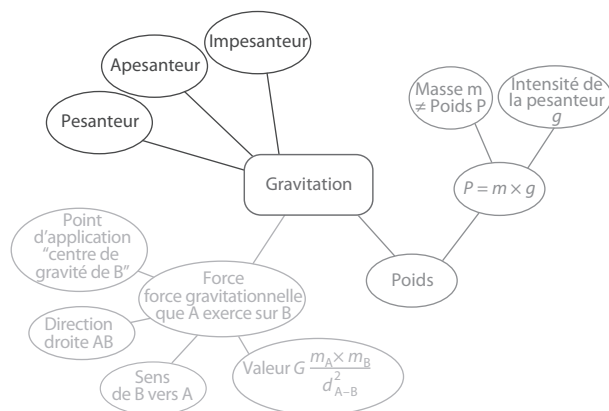 Impesanteur
Apesanteur
Pesanteur
Gravitation
Masse m
≠ Poids P
Intensité de
la pesanteur
g
P = m × g
Poids
Point
d’application
“centre de
gravité de B”
Force
force gravitationnelle
que A exerce sur B
Direction
droite AB
Sens
de B vers A
Valeur G m_A × m_B / d²_A–B